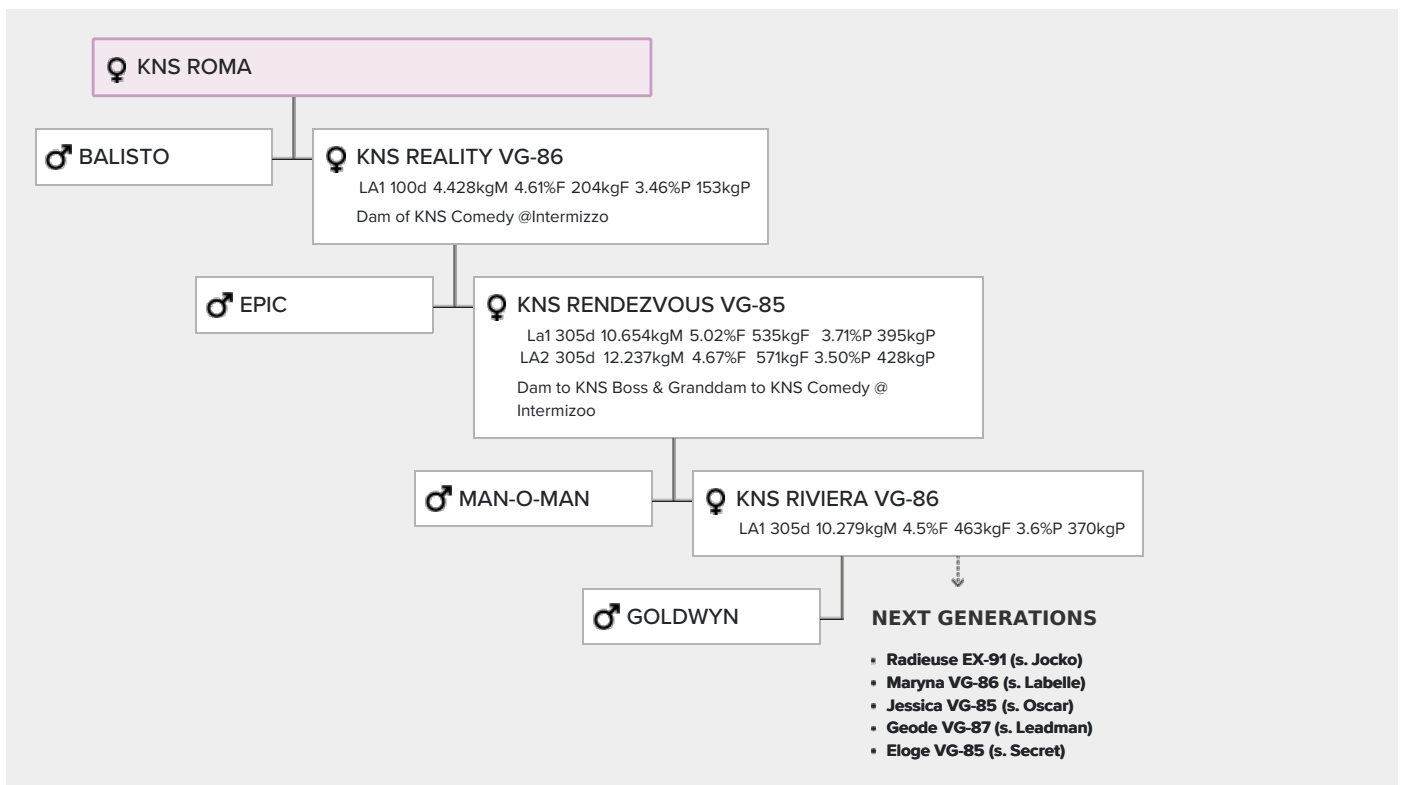 KNS ROMA
BALISTO
KNS REALITY VG-86
LA1 100d 4.428kgM 4.61%F 204kgF 3.46%P 153kgP
Dam of KNS Comedy @Intermizzo
EPIC
KNS RENDEZVOUS VG-85
La1 305d 10.654kgM 5.02%F 535kgF 3.71%P 395kgP
LA2 305d 12.237kgM 4.67%F 571kgF 3.50%P 428kgP
Dam to KNS Boss & Granddam to KNS Comedy @
Intermizoo
MAN-O-MAN
KNS RIVIERA VG-86
LA1 305d 10.279kgM 4.5%F 463kgF 3.6%P 370kgP
GOLDWYN
NEXT GENERATIONS
Radieuse EX-91 (s. Jocko)
Maryna VG-86 (s. Labelle)
Jessica VG-85 (s. Oscar)
Geode VG-87 (s. Leadman)
Eloge VG-85 (s. Secret)